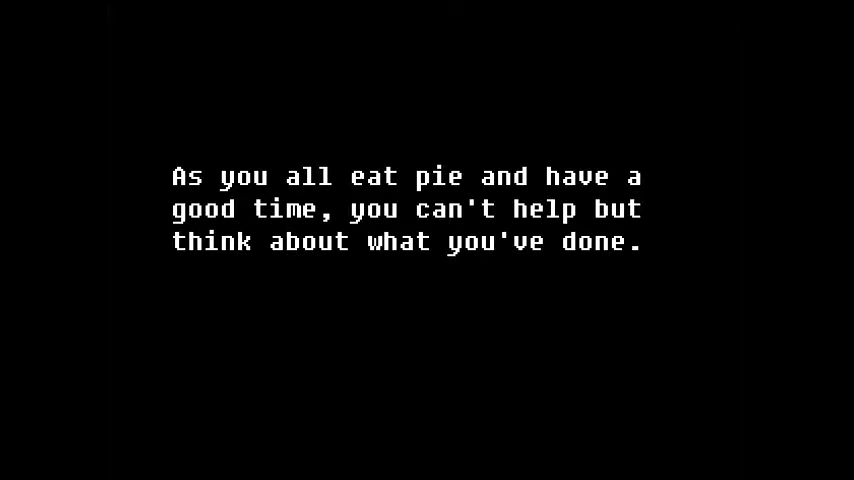 As you all eat pie and have a
good time, you can't help but
think about what you've done.